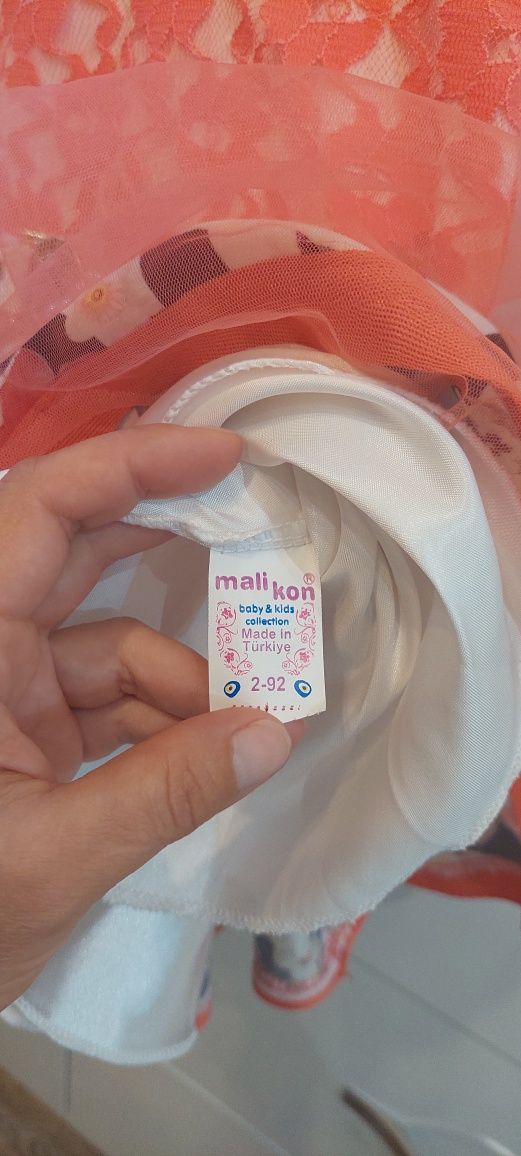 mali kon®
baby & kids
collection
Made in
Türkiye
2-92